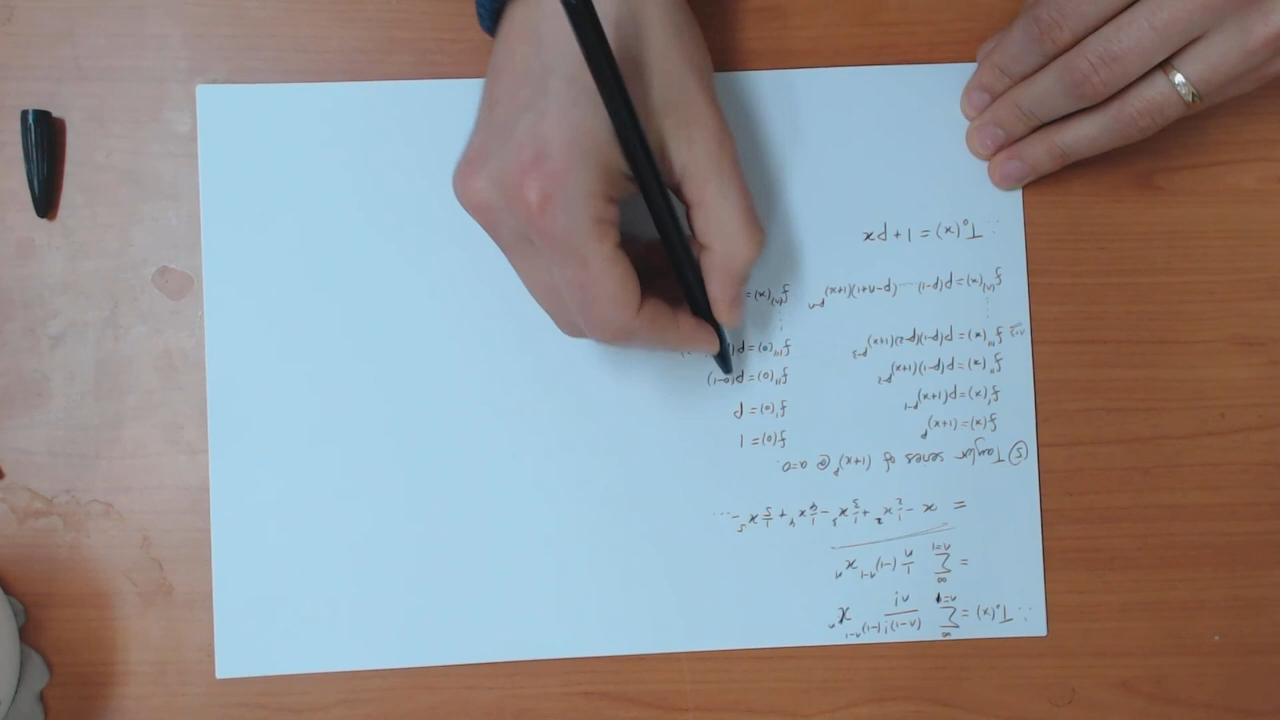 ∴ T₀(x) = ∑_{n=1}^{∞} (n-1)!(-1)^{n-1} / n! x^n
= ∑_{n=1}^{∞} 1/n (-1)^{n-1} x^n
= x - 1/2 x² + 1/3 x³ - 1/4 x⁴ + 1/5 x⁵ - ...
⑤ Taylor series of (1+x)^p @ a=0.
f(x) = (1+x)^p f(0) = 1
f'(x) = p(1+x)^{p-1} f'(0) = p
f''(x) = p(p-1)(1+x)^{p-2} f''(0) = p(p-1)
n=3 f'''(x) = p(p-1)(p-2)(1+x)^{p-3} f'''(0) = p
⋮ ⋮
f^{(n)}(x) = p(p-1) .... (p-n+1)(1+x)^{p-n} f^{(n)}(x) =
∴ T₀(x) = 1 + px